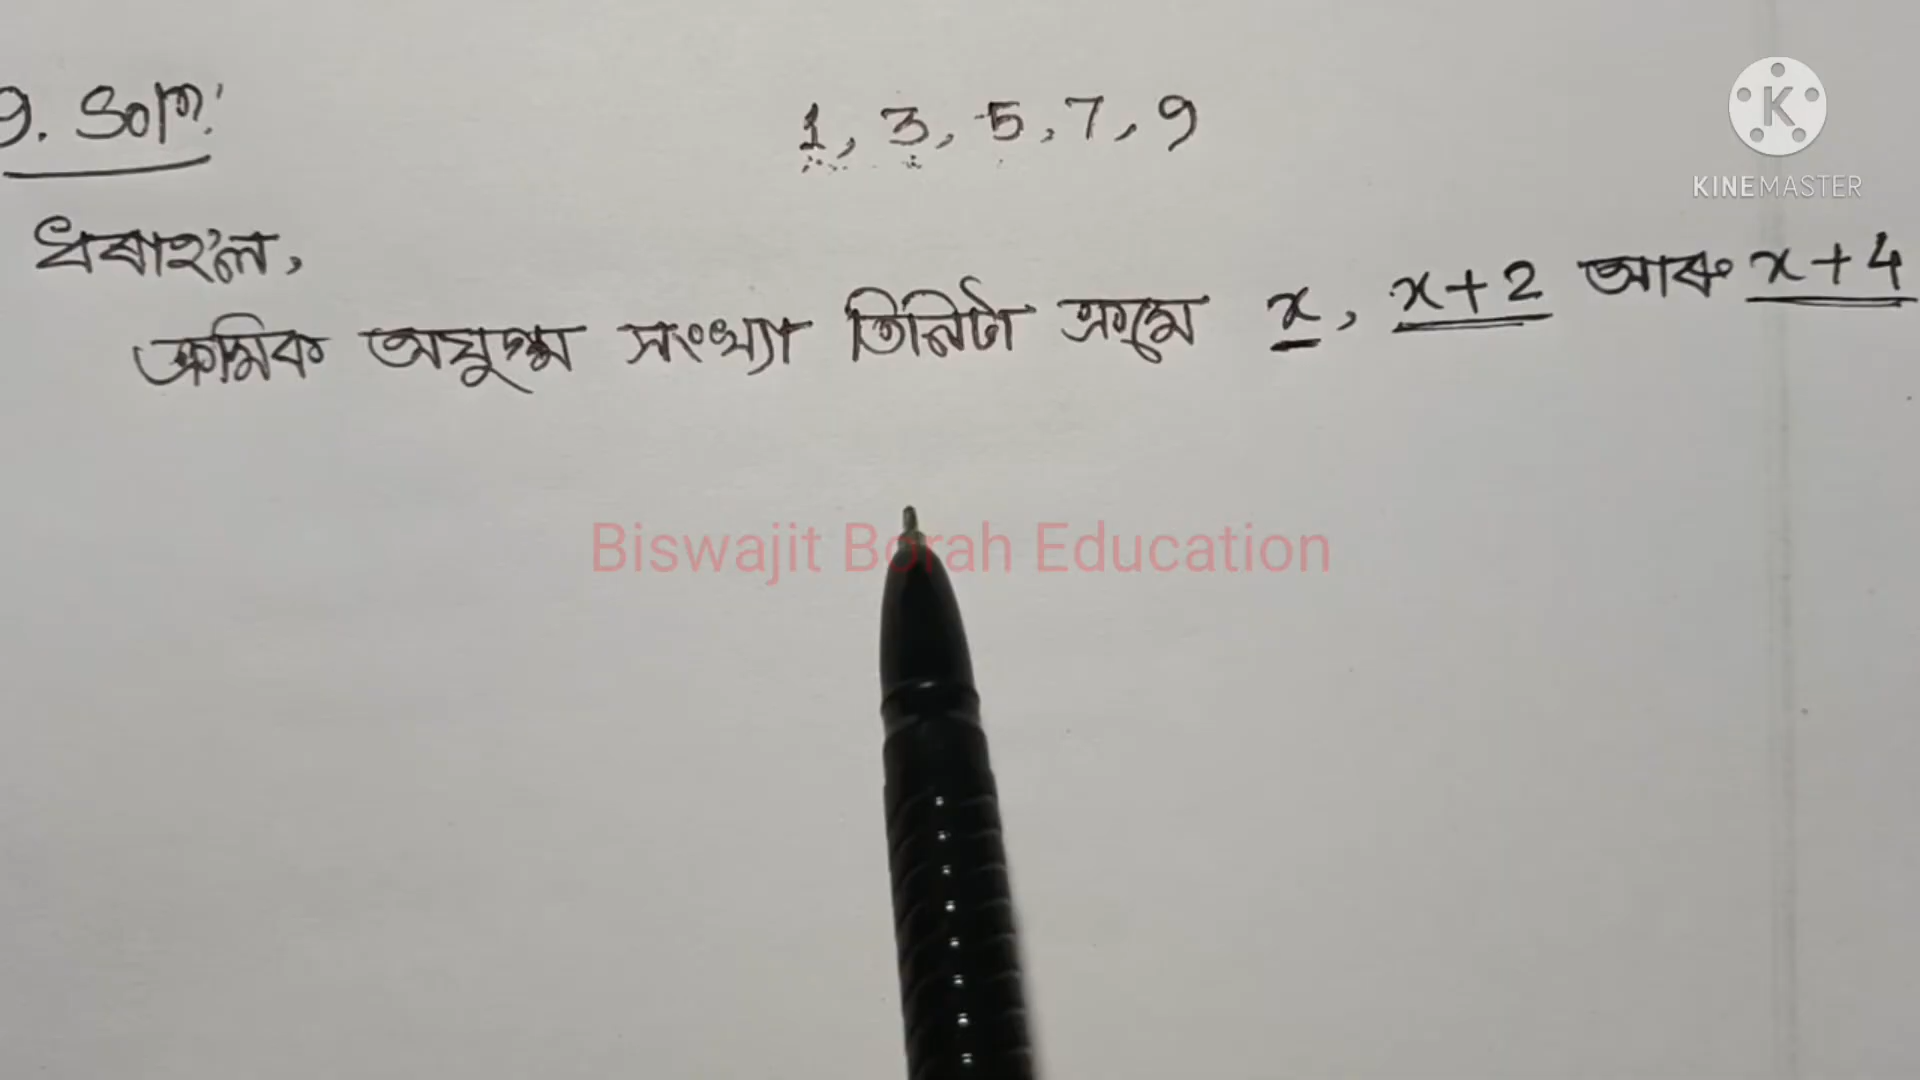 9. Soln:
1, 3, 5, 7, 9
KINEMASTER
ধৰাহ'ল,
ক্ৰমিক অযুগ্ম সংখ্যা তিনিটা ক্ৰমে x, x+2 আৰু x+4
Biswajit Borah Education